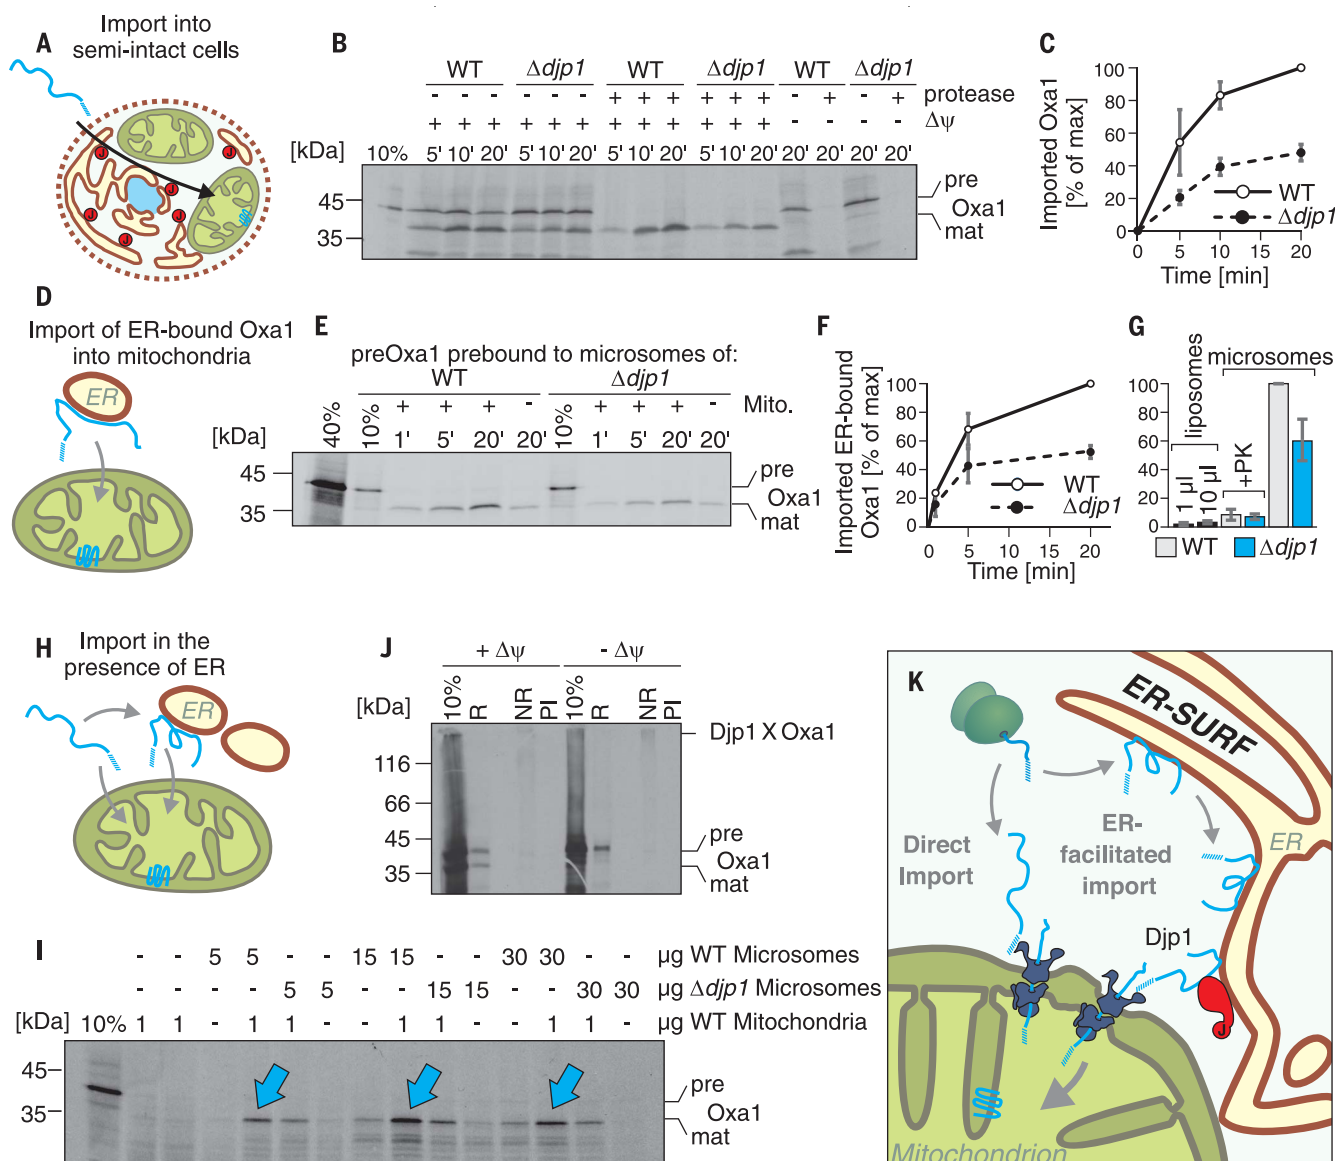 A
Import into
semi-intact cells
J
J
J
J
J
B
WT Δdjp1 WT Δdjp1 WT Δdjp1
- - - - - - + + + + + + - + - + protease
+ + + + + + + + + + + + - - - - Δψ
[kDa]
10% 5' 10' 20' 5' 10' 20' 5' 10' 20' 5' 10' 20' 20' 20' 20' 20'
45
35
pre
Oxa1
mat
C
Imported Oxa1
[% of max]
100
80
60
40
20
0
0 5 10 15 20
Time [min]
WT
Δdjp1
D
Import of ER-bound Oxa1
into mitochondria
ER
E
preOxa1 prebound to microsomes of:
WT Δdjp1
+ + + - + + + - Mito.
[kDa]
40% 10% 1' 5' 20' 20' 10% 1' 5' 20' 20'
45
35
pre
Oxa1
mat
F
Imported ER-bound
Oxa1 [% of max]
100
80
60
40
20
0
0 5 10 15 20
Time [min]
WT
Δdjp1
G
microsomes
liposomes
1 µl
10 µl
+PK
100
80
60
40
20
0
WT Δdjp1
H
Import in the
presence of ER
ER
J
+ Δψ - Δψ
[kDa]
10% R NR PI 10% R NR PI
116
66
45
35
Djp1 X Oxa1
pre
Oxa1
mat
I
- - 5 5 - - 15 15 - - 30 30 - - µg WT Microsomes
- - - - 5 5 - - 15 15 - - 30 30 µg Δdjp1 Microsomes
[kDa] 10% 1 1 - 1 1 - - 1 1 - - 1 1 - µg WT Mitochondria
45
35
pre
Oxa1
mat
K
ER-SURF
Direct
Import
ER-
facilitated
import
ER
Djp1
J
Mitochondrion